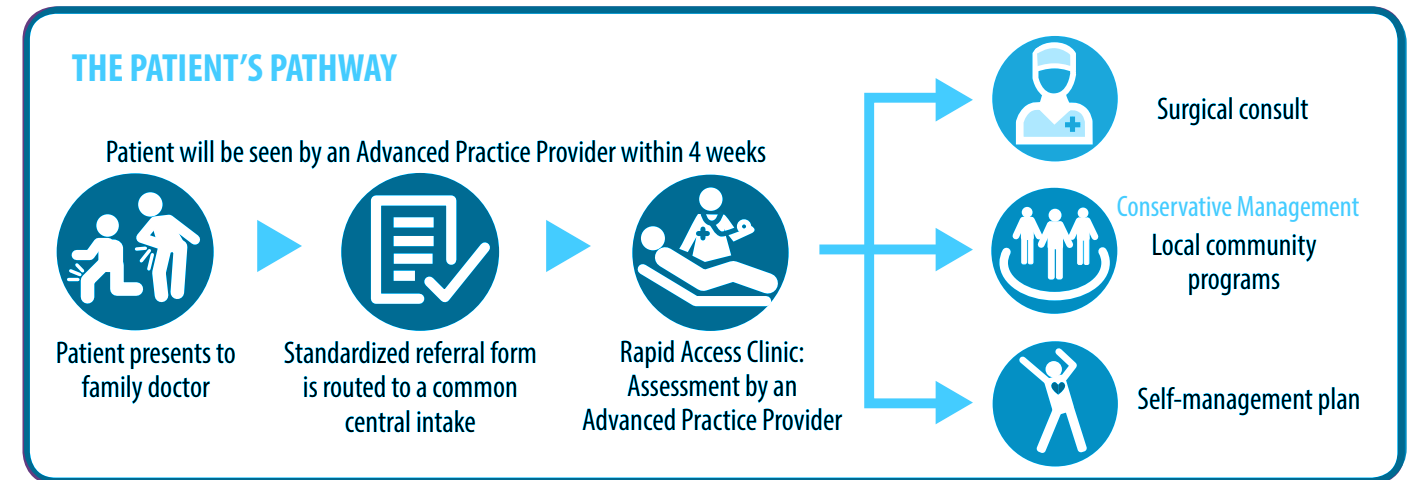 THE PATIENT'S PATHWAY
Patient will be seen by an Advanced Practice Provider within 4 weeks
Patient presents to
family doctor
Standardized referral form
is routed to a common
central intake
Rapid Access Clinic:
Assessment by an
Advanced Practice Provider
Surgical consult
Conservative Management
Local community
programs
Self-management plan